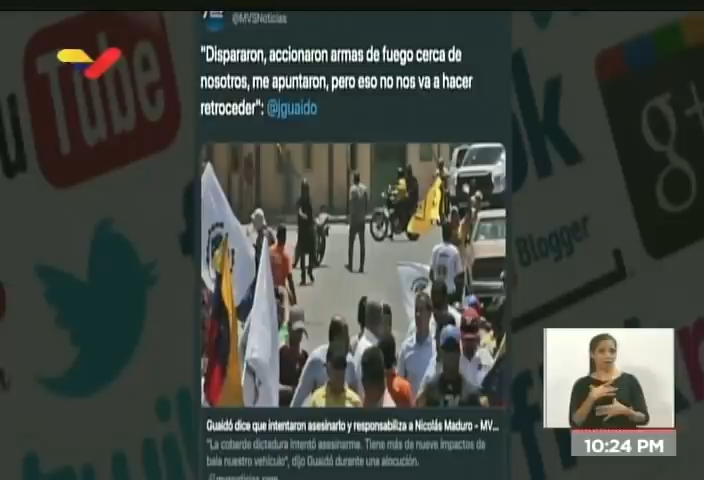 @MVSNoticias
"Dispararon, accionaron armas de fuego cerca de
nosotros, me apuntaron, pero eso no nos va a hacer
retroceder": @jguaido
Guaidó dice que intentaron asesinarlo y responsabiliza a Nicolás Maduro - MV...
"La cobarde dictadura intentó asesinarme. Tiene más de nueve impactos de
bala nuestro vehículo", dijo Guaidó durante una alocución.
mvsnoticias.com
Tube
g+
Blogger
10:24 PM